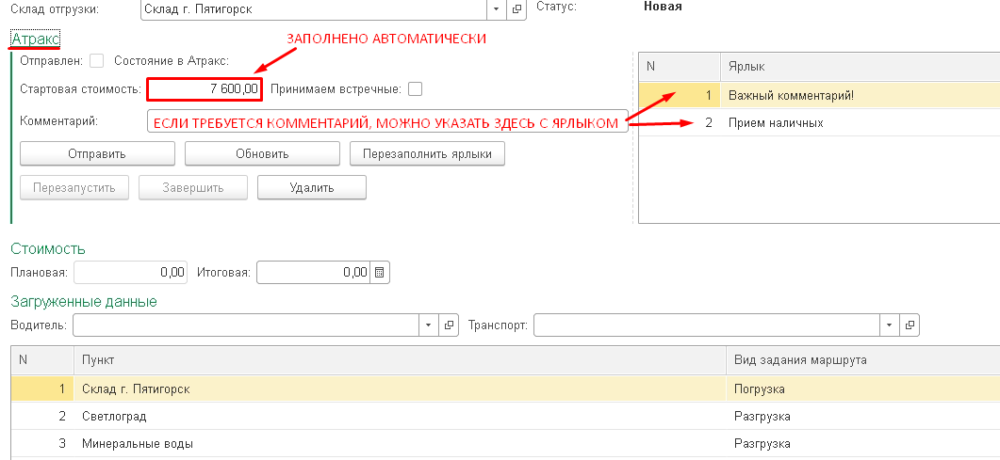 Склад отгрузки: Склад г. Пятигорск Статус: Новая
Атракс ЗАПОЛНЕНО АВТОМАТИЧЕСКИ
Отправлен: Состояние в Атракс:
Стартовая стоимость: 7 600,00 Принимаем встречные:
Комментарий: ЕСЛИ ТРЕБУЕТСЯ КОММЕНТАРИЙ, МОЖНО УКАЗАТЬ ЗДЕСЬ С ЯРЛЫКОМ
Отправить Обновить Перезаполнить ярлыки
Перезапустить Завершить Удалить
N Ярлык
1 Важный комментарий!
2 Прием наличных
Стоимость
Плановая: 0,00 Итоговая: 0,00
Загруженные данные
Водитель: Транспорт:
N Пункт Вид задания маршрута
1 Склад г. Пятигорск Погрузка
2 Светлоград Разгрузка
3 Минеральные воды Разгрузка